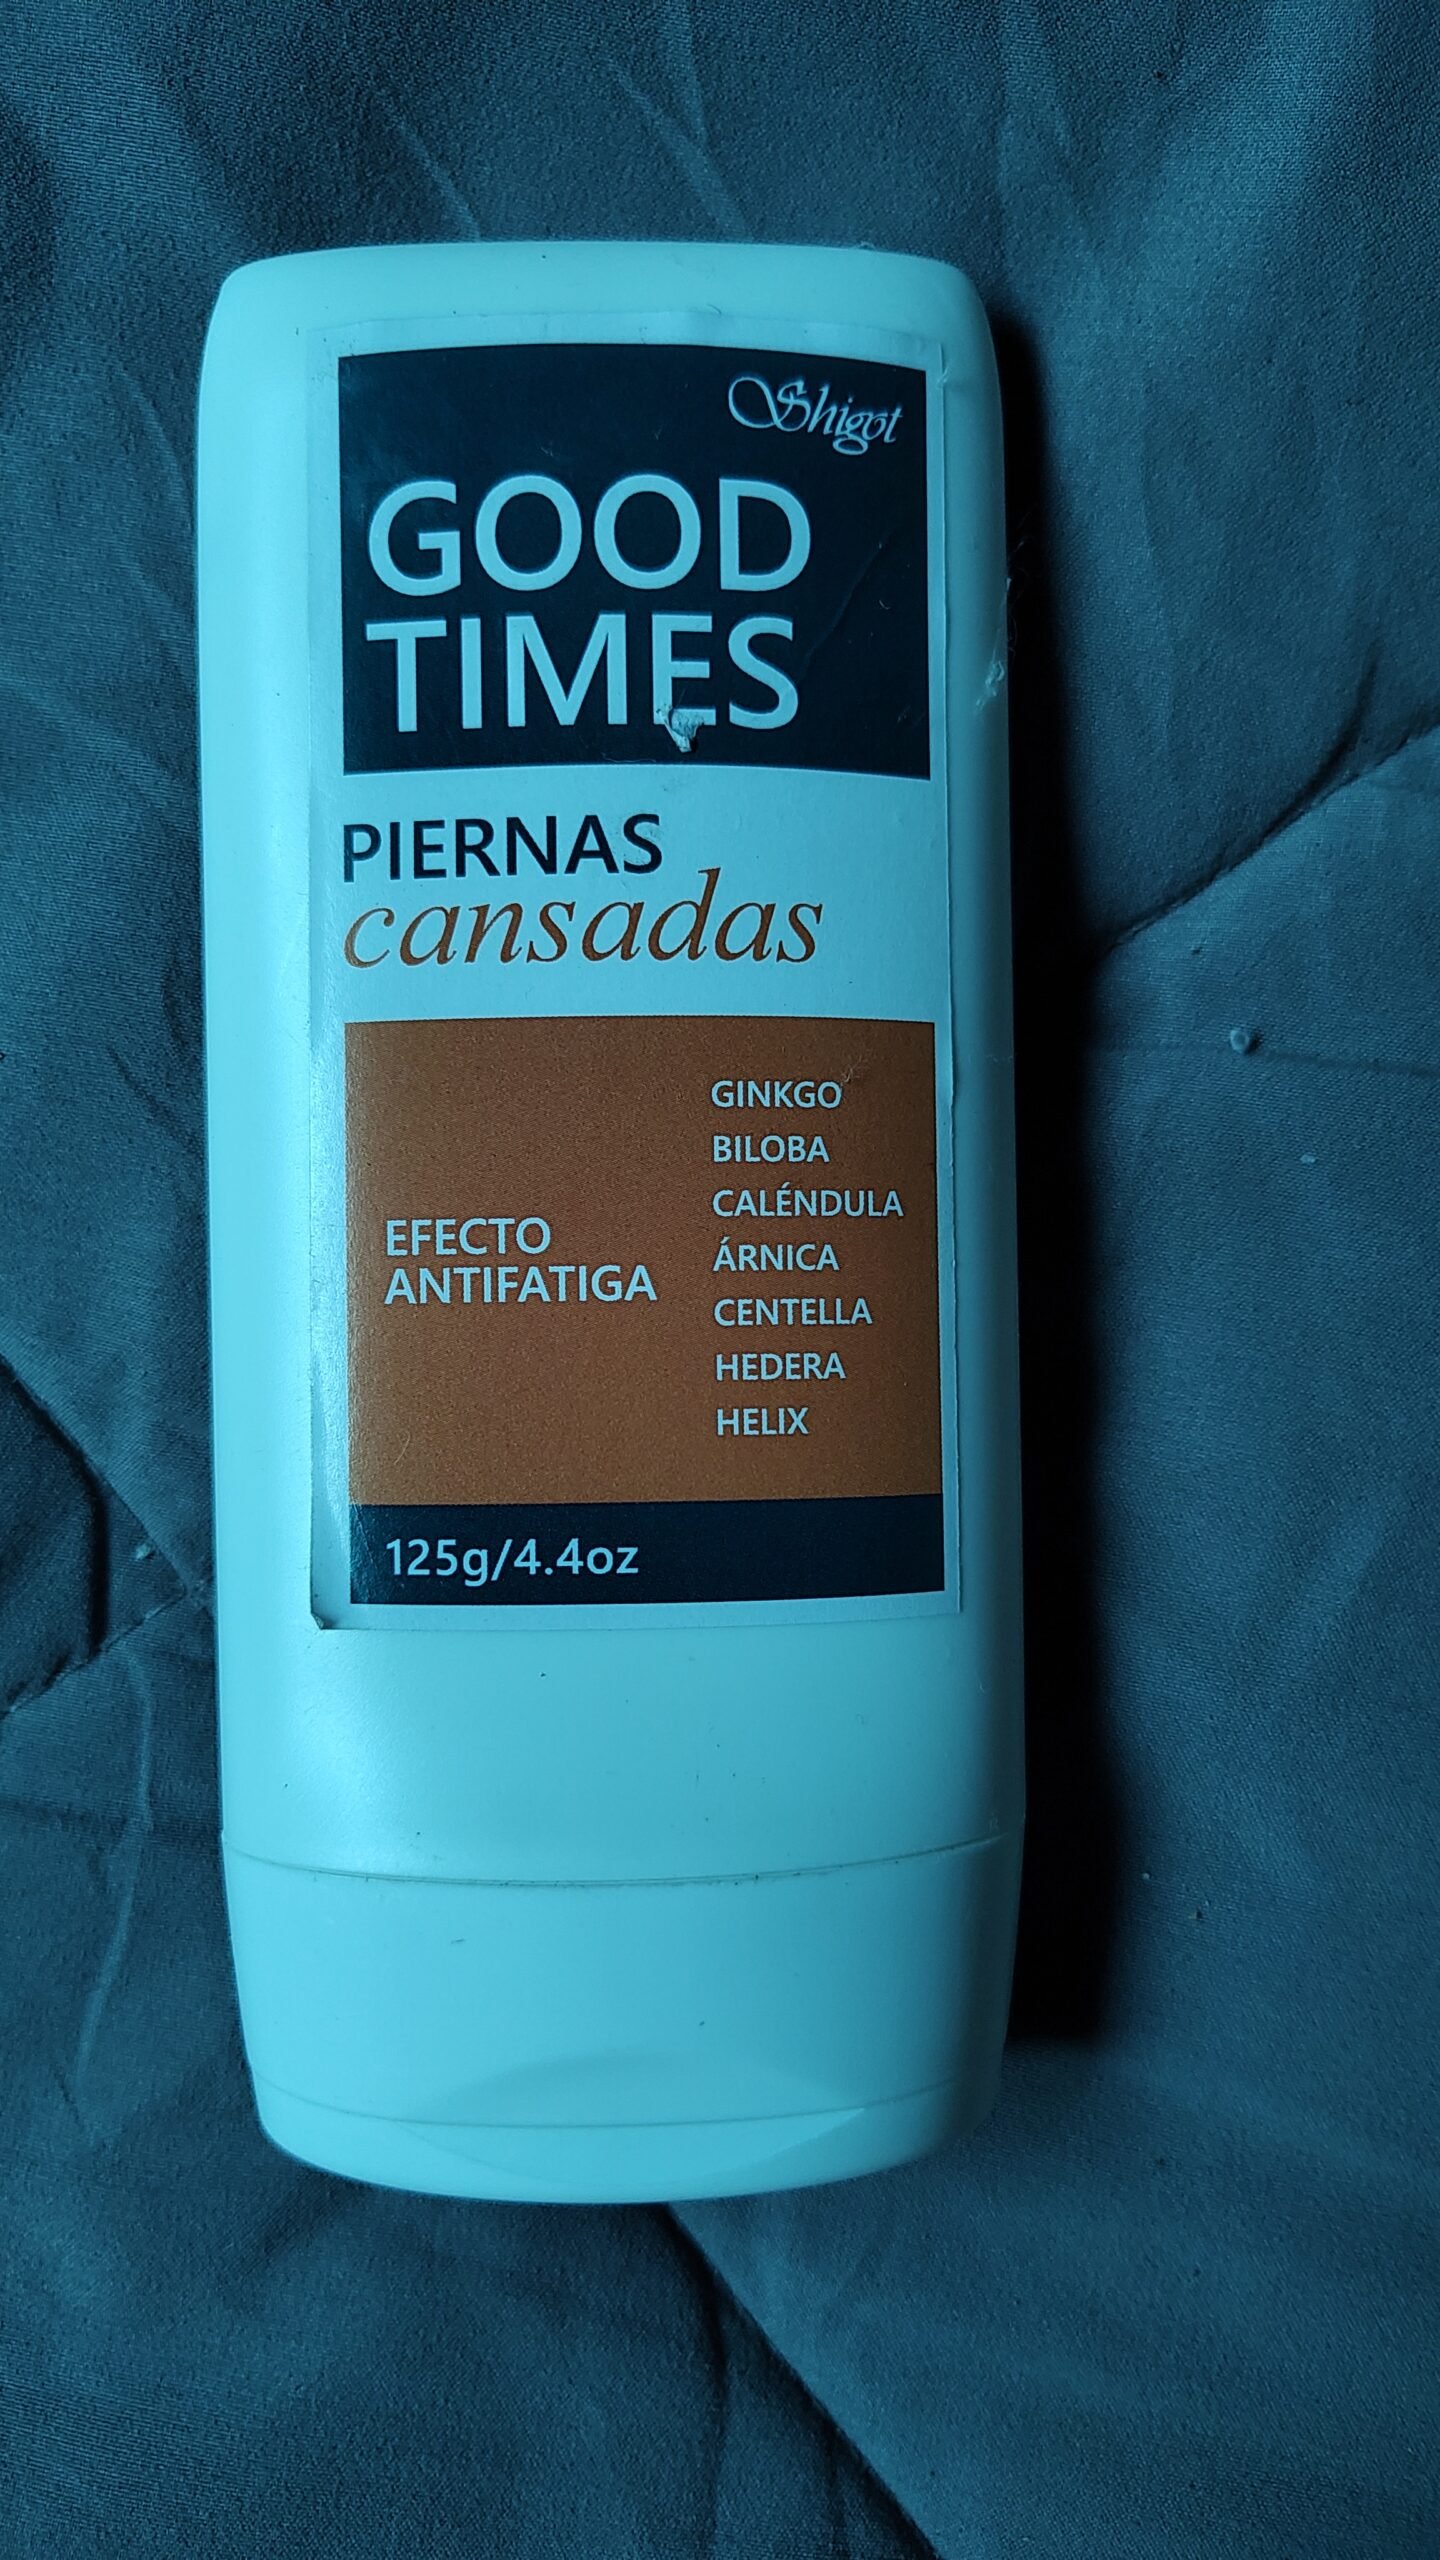 Shigot
GOOD
TIMES
PIERNAS
cansadas
EFECTO
ANTIFATIGA
GINKGO
BILOBA
CALÉNDULA
ÁRNICA
CENTELLA
HEDERA
HELIX
125g/4.4oz